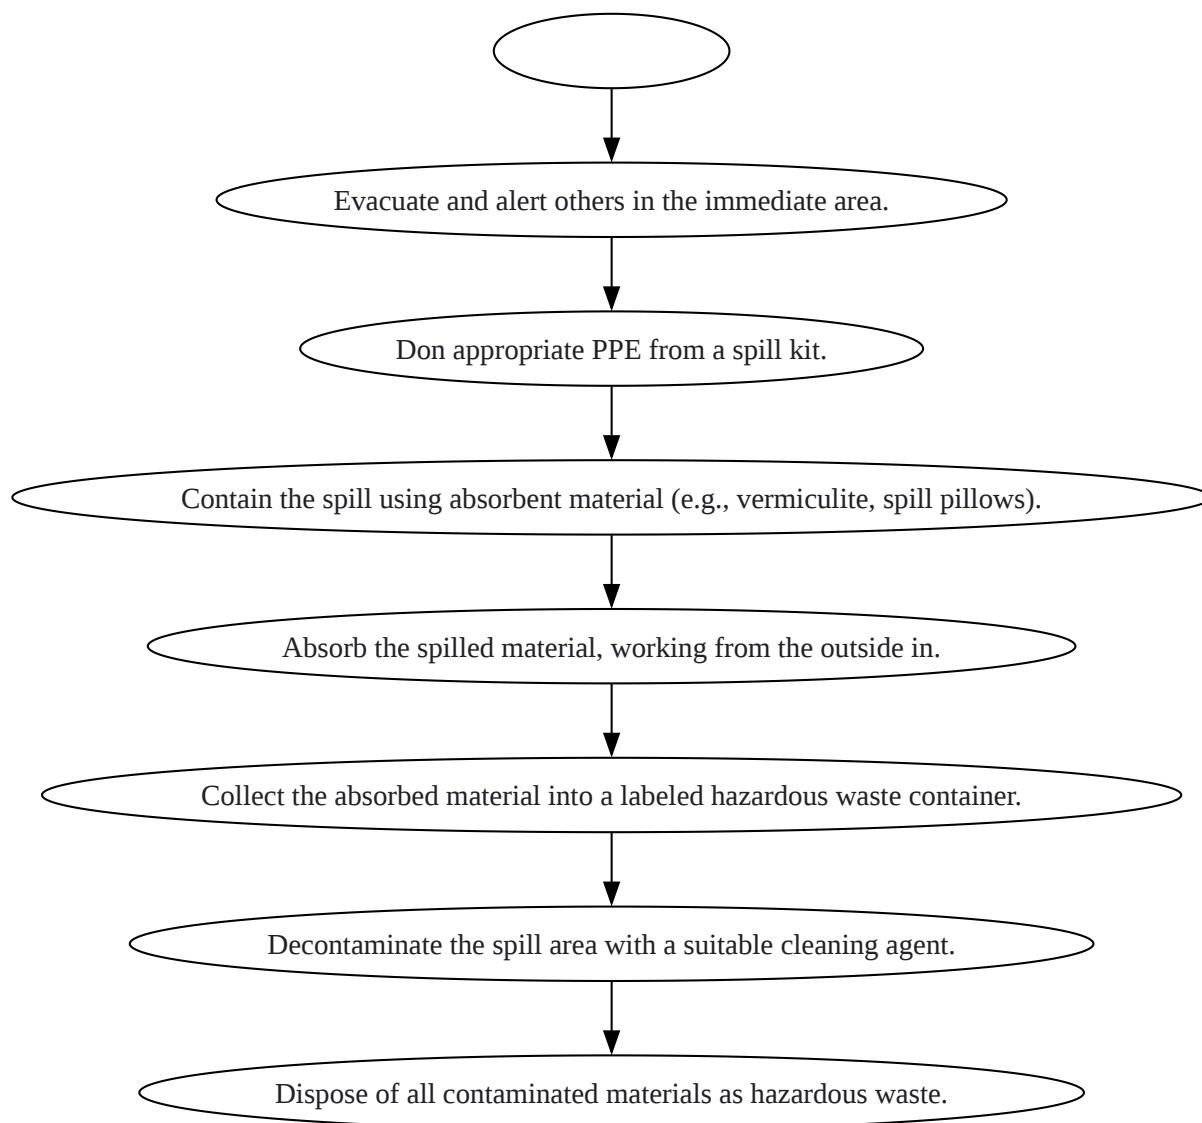 Evacuate and alert others in the immediate area.
Don appropriate PPE from a spill kit.
Contain the spill using absorbent material (e.g., vermiculite, spill pillows).
Absorb the spilled material, working from the outside in.
Collect the absorbed material into a labeled hazardous waste container.
Decontaminate the spill area with a suitable cleaning agent.
Dispose of all contaminated materials as hazardous waste.